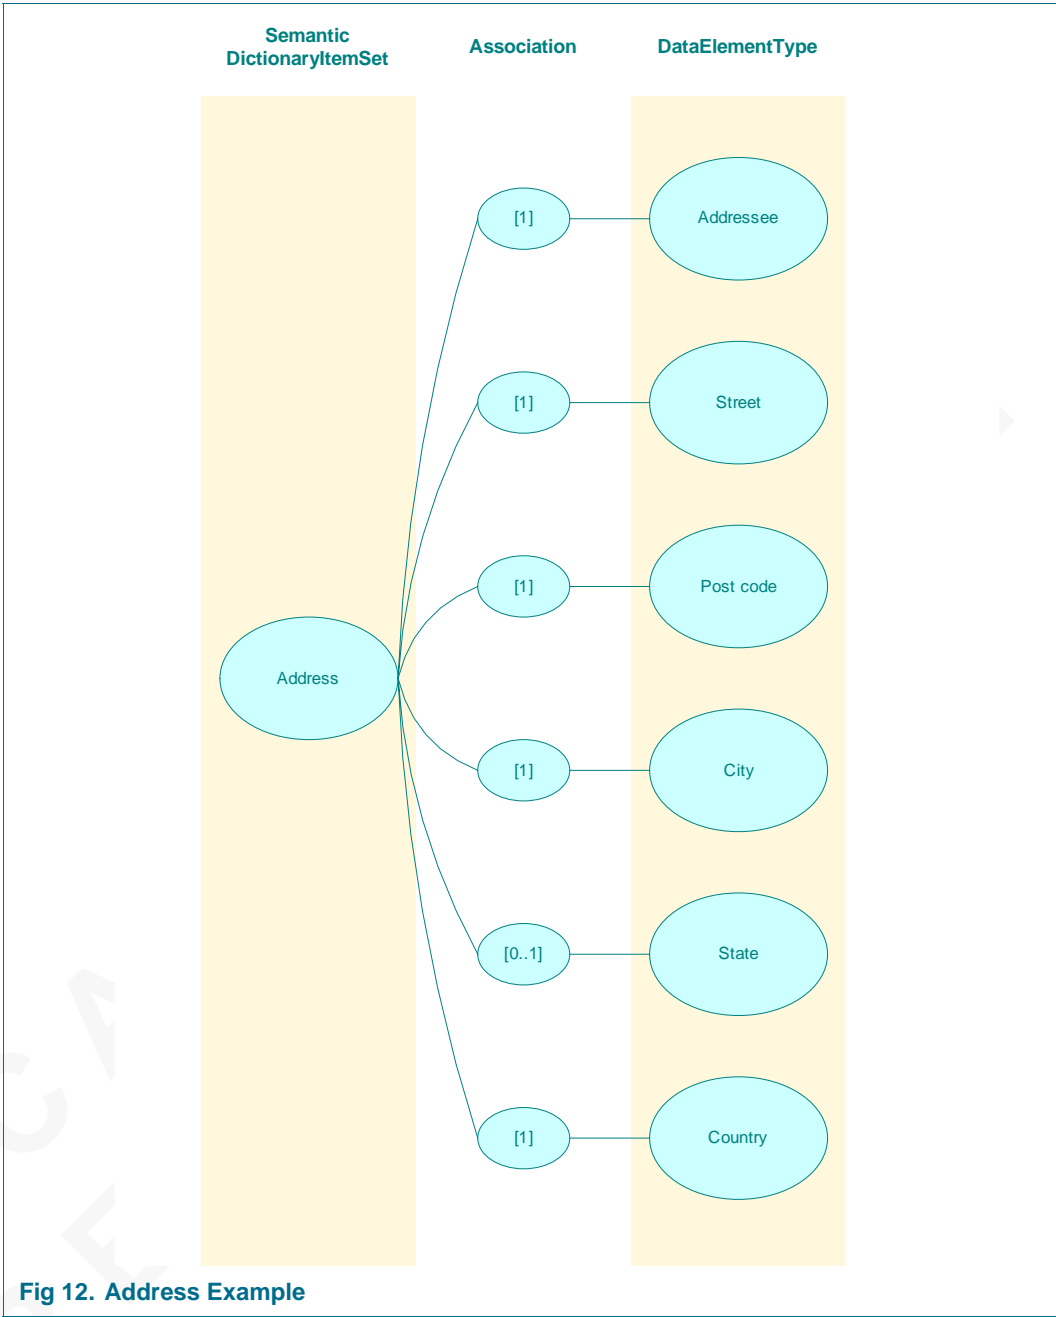 Semantic
DictionaryItemSet
Association
DataElementType
[1]
Addressee
[1]
Street
[1]
Post code
Address
[1]
City
[0..1]
State
[1]
Country
Fig 12. Address Example